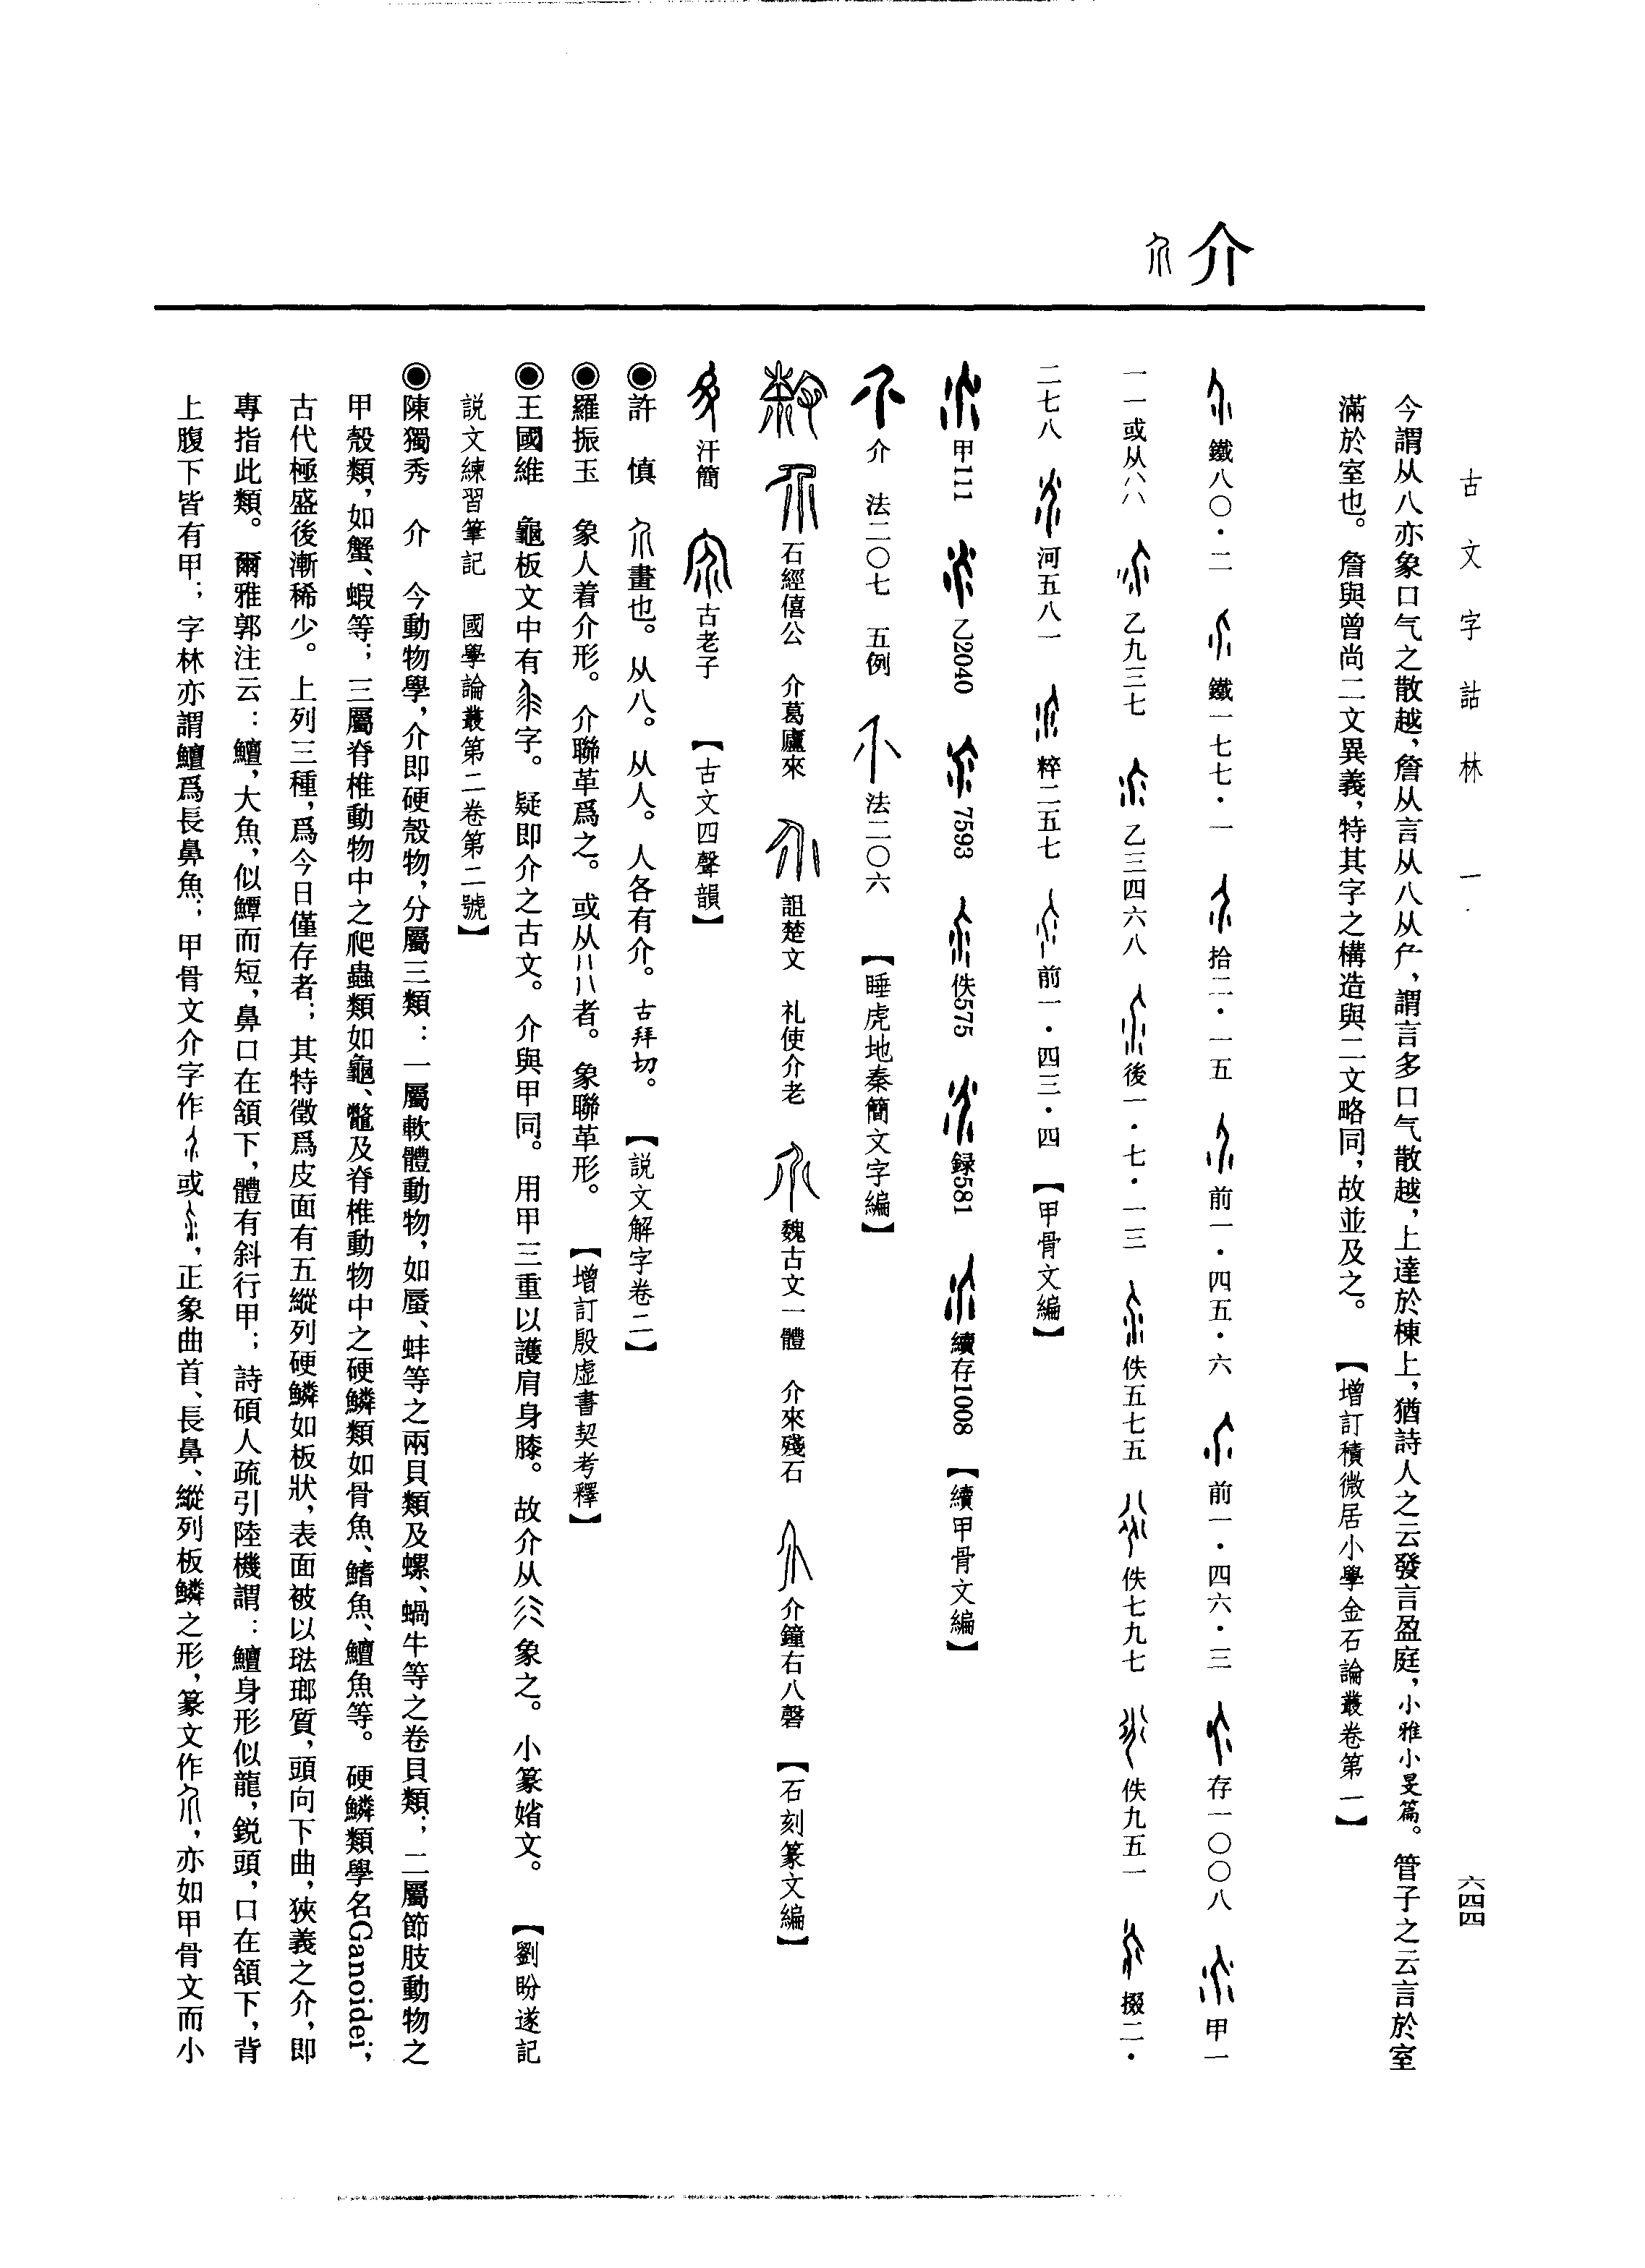 古文字詁林　一
六四四
介
今謂从八亦象口气之散越，詹从言从八从厃，謂言多口气散越，上達於棟上，猶詩人之云發言盈庭，小雅小旻篇。管子之云言於室
滿於室也。詹與曾尚二文異義，特其字之構造與二文略同，故並及之。　【增訂積微居小學金石論叢卷第一】
鐵八〇·二　鐵一七七·一　拾二·一五　前一·四五·六　前一·四六·三　存一〇〇八　甲一
一一或从八八　乙九三七　乙三四六八　後一·七·一三　佚五七五　佚七九七　佚九五一　掇二·
二七八　河五八一　粹二五七　前一·四三·四　【甲骨文編】
甲111　乙2040　7593　佚575　録581　續存1008　【續甲骨文編】
介　法二〇七　五例　法二〇六　【睡虎地秦簡文字編】
石經僖公　介葛廬來　詛楚文　礼使介老　魏古文一體　介來殘石　介鐘右八磬　【石刻篆文編】
汗簡　古老子　【古文四聲韻】
◉許　慎　畫也。从八。从人。人各有介。古拜切。　【説文解字卷二】
◉羅振玉　象人着介形。介聯革爲之。或从者。象聯革形。　【增訂殷虛書契考釋】
◉王國維　龜板文中有字。疑即介之古文。介與甲同。用甲三重以護肩身膝。故介从象之。小篆媘文。　【劉盼遂記
説文練習筆記　國學論叢第二卷第二號】
◉陳獨秀　介　今動物學，介即硬殼物，分屬三類：一屬軟體動物，如蜃、蚌等之兩貝類及螺、蝸牛等之卷貝類；二屬節肢動物之
甲殼類，如蟹、蝦等；三屬脊椎動物中之爬蟲類如龜、鼈及脊椎動物中之硬鱗類如骨魚、鰭魚、鱣魚等。硬鱗類學名Ganoidei；
古代極盛後漸稀少。上列三種，爲今日僅存者；其特徵爲皮面有五縱列硬鱗如板狀，表面被以琺瑯質，頭向下曲，狹義之介，即
專指此類。爾雅郭注云：鱣，大魚，似鱏而短，鼻口在頷下，體有斜行甲；詩碩人疏引陸機謂：鱣身形似龍，鋭頭，口在頷下，背
上腹下皆有甲；字林亦謂鱣爲長鼻魚；甲骨文介字作或，正象曲首、長鼻、縱列板鱗之形，篆文作，亦如甲骨文而小